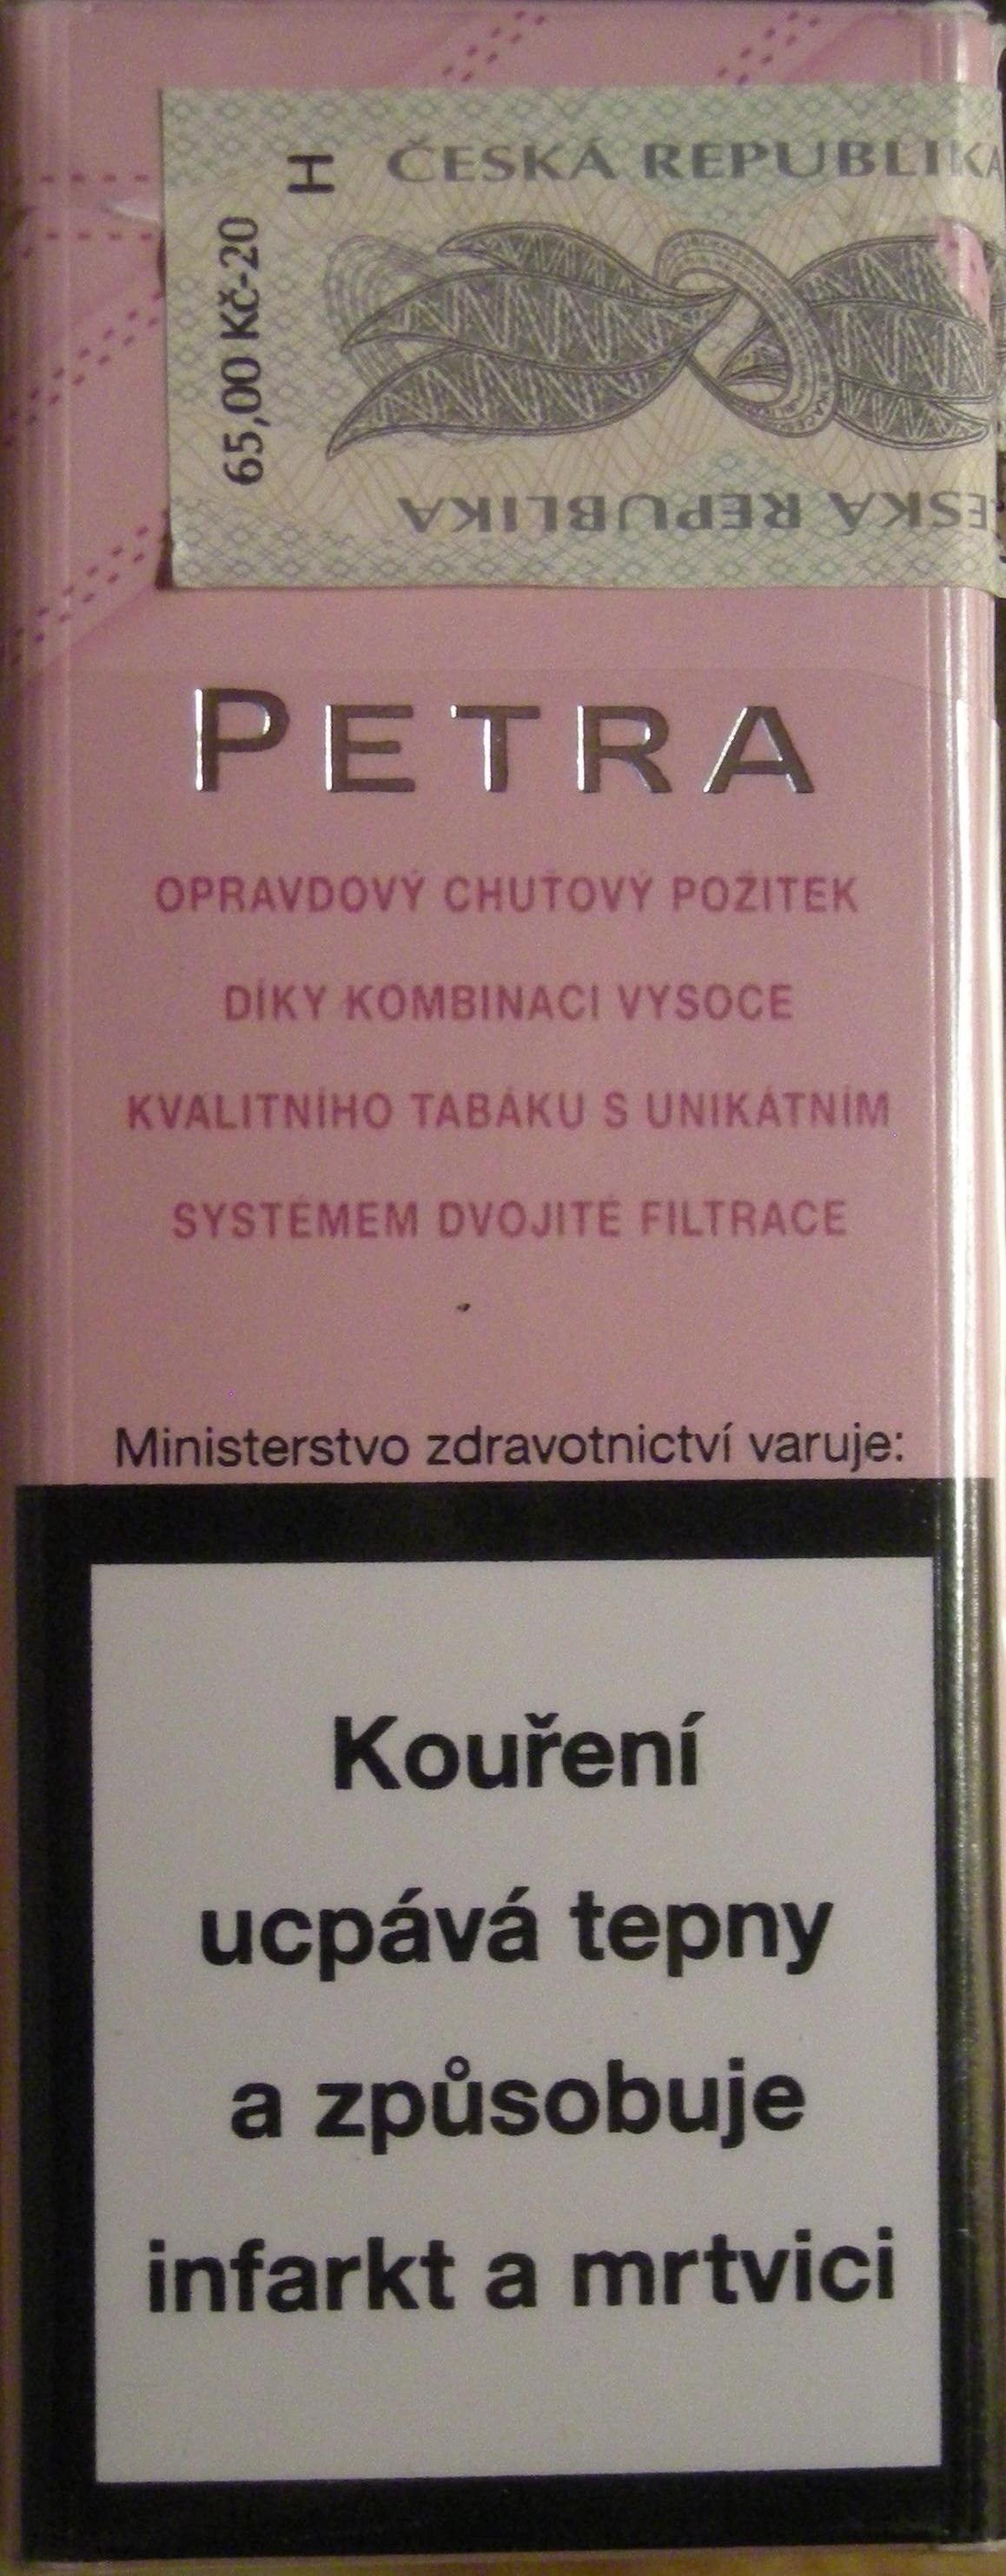 ČESKÁ REPUBLIKA
H
65,00 Kč-20
ČESKÁ REPUBLIKA
PETRA
OPRAVDOVÝ CHUŤOVÝ POŽITEK
DÍKY KOMBINACI VYSOCE
KVALITNÍHO TABÁKU S UNIKÁTNÍM
SYSTÉMEM DVOJITÉ FILTRACE
Ministerstvo zdravotnictví varuje:
Kouření
ucpává tepny
a způsobuje
infarkt a mrtvici